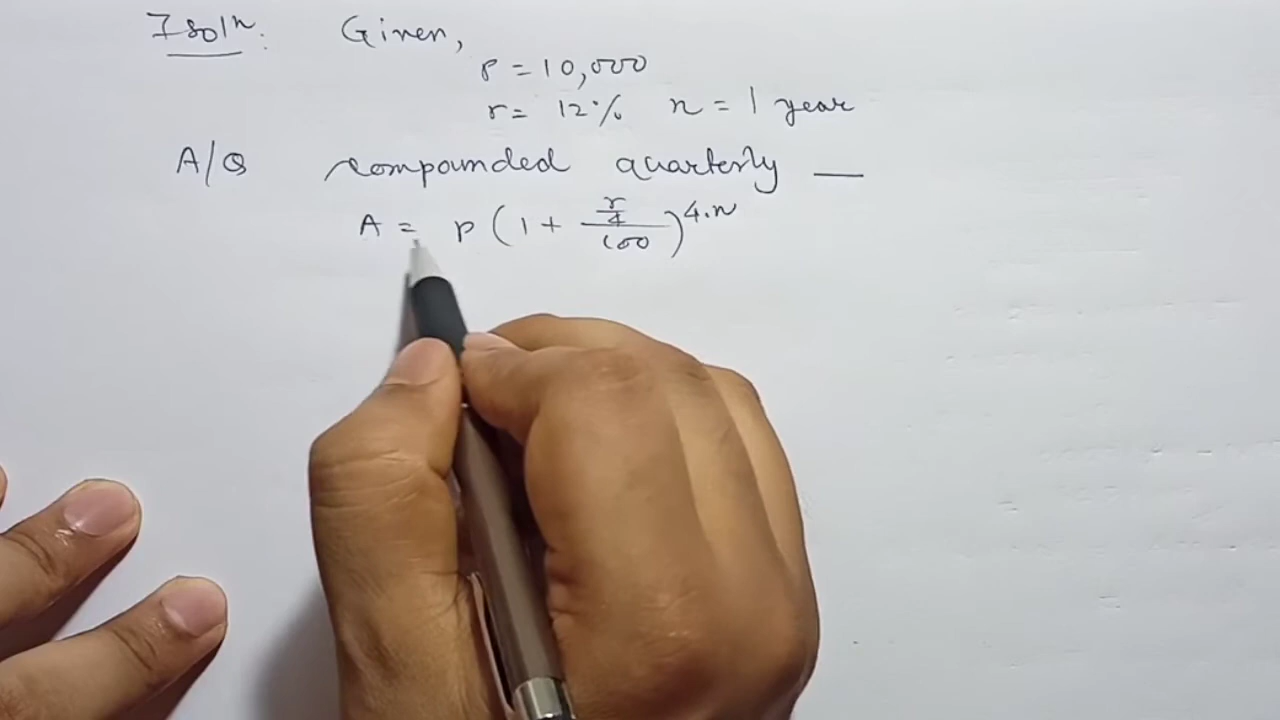 Isolⁿ: Given,
P = 10,000
r = 12% n = 1 year
A/Q compounded quarterly —
A = P(1 + (r/4)/100)^4.n